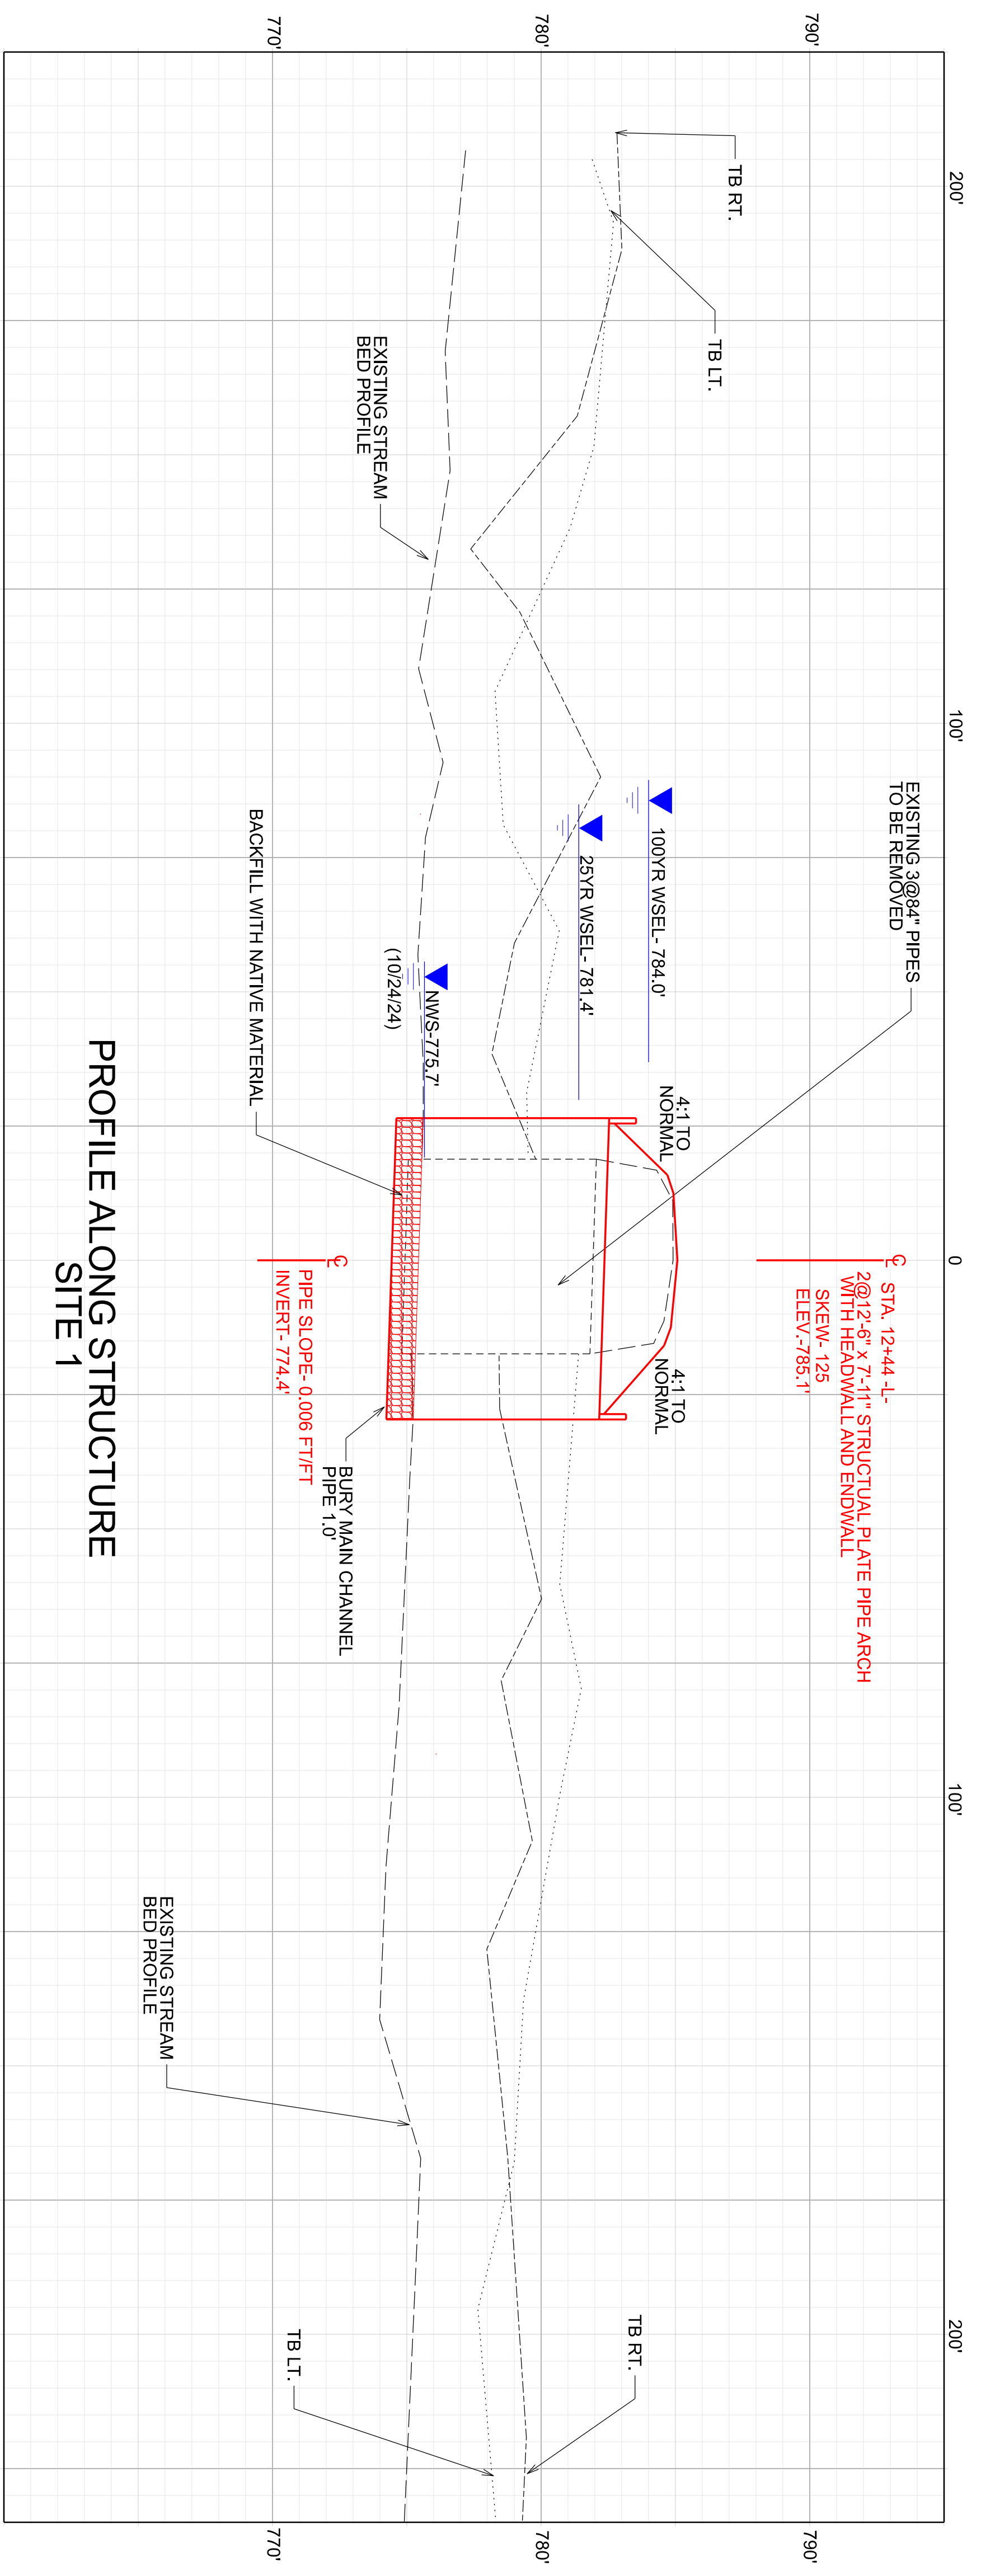 200'
100'
0
100'
200'
790'
790'
780'
780'
770'
770'
TB RT.
TB LT.
EXISTING STREAM
BED PROFILE
EXISTING 3@84" PIPES
TO BE REMOVED
100YR WSEL- 784.0'
25YR WSEL- 781.4'
NWS-775.7'
(10/24/24)
BACKFILL WITH NATIVE MATERIAL
4:1 TO
NORMAL
4:1 TO
NORMAL
STA. 12+44 -L-
2@12'-6" x 7'-11" STRUCTUAL PLATE PIPE ARCH
WITH HEADWALL AND ENDWALL
SKEW- 125
ELEV.-785.1'
PIPE SLOPE- 0.006 FT/FT
INVERT- 774.4'
BURY MAIN CHANNEL
PIPE 1.0'
EXISTING STREAM
BED PROFILE
TB RT.
TB LT.
PROFILE ALONG STRUCTURE
SITE 1